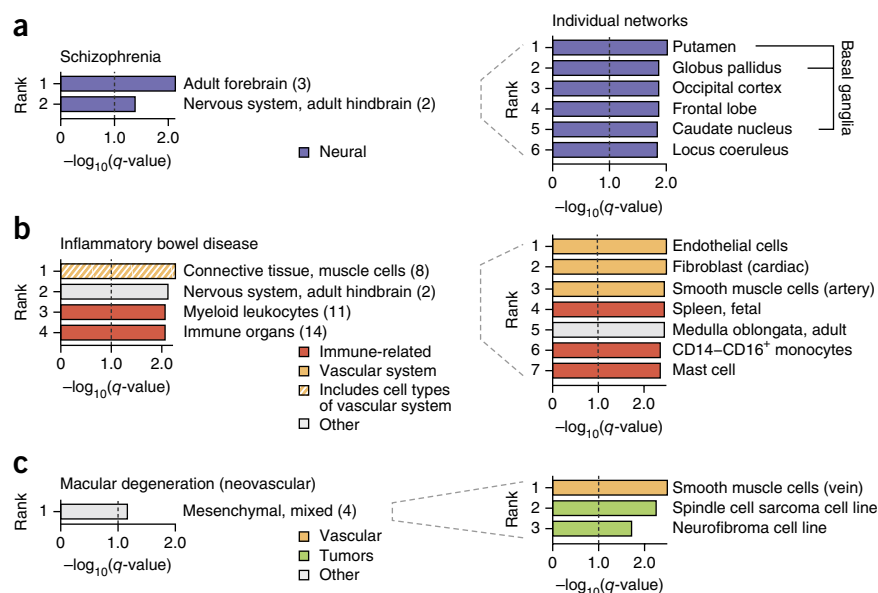 a
Schizophrenia
Rank
1
Adult forebrain (3)
2
Nervous system, adult hindbrain (2)
0 1.0 2.0
–log10(q-value)
Neural
Individual networks
Rank
1
Putamen
2
Globus pallidus
3
Occipital cortex
4
Frontal lobe
5
Caudate nucleus
6
Locus coeruleus
Basal ganglia
0 1.0 2.0
–log10(q-value)
b
Inflammatory bowel disease
Rank
1
Connective tissue, muscle cells (8)
2
Nervous system, adult hindbrain (2)
3
Myeloid leukocytes (11)
4
Immune organs (14)
0 1.0 2.0
–log10(q-value)
Immune-related
Vascular system
Includes cell types
of vascular system
Other
Rank
1
Endothelial cells
2
Fibroblast (cardiac)
3
Smooth muscle cells (artery)
4
Spleen, fetal
5
Medulla oblongata, adult
6
CD14–CD16+ monocytes
7
Mast cell
0 1.0 2.0
–log10(q-value)
c
Macular degeneration (neovascular)
Rank
1
Mesenchymal, mixed (4)
0 1.0 2.0
–log10(q-value)
Vascular
Tumors
Other
Rank
1
Smooth muscle cells (vein)
2
Spindle cell sarcoma cell line
3
Neurofibroma cell line
0 1.0 2.0
–log10(q-value)